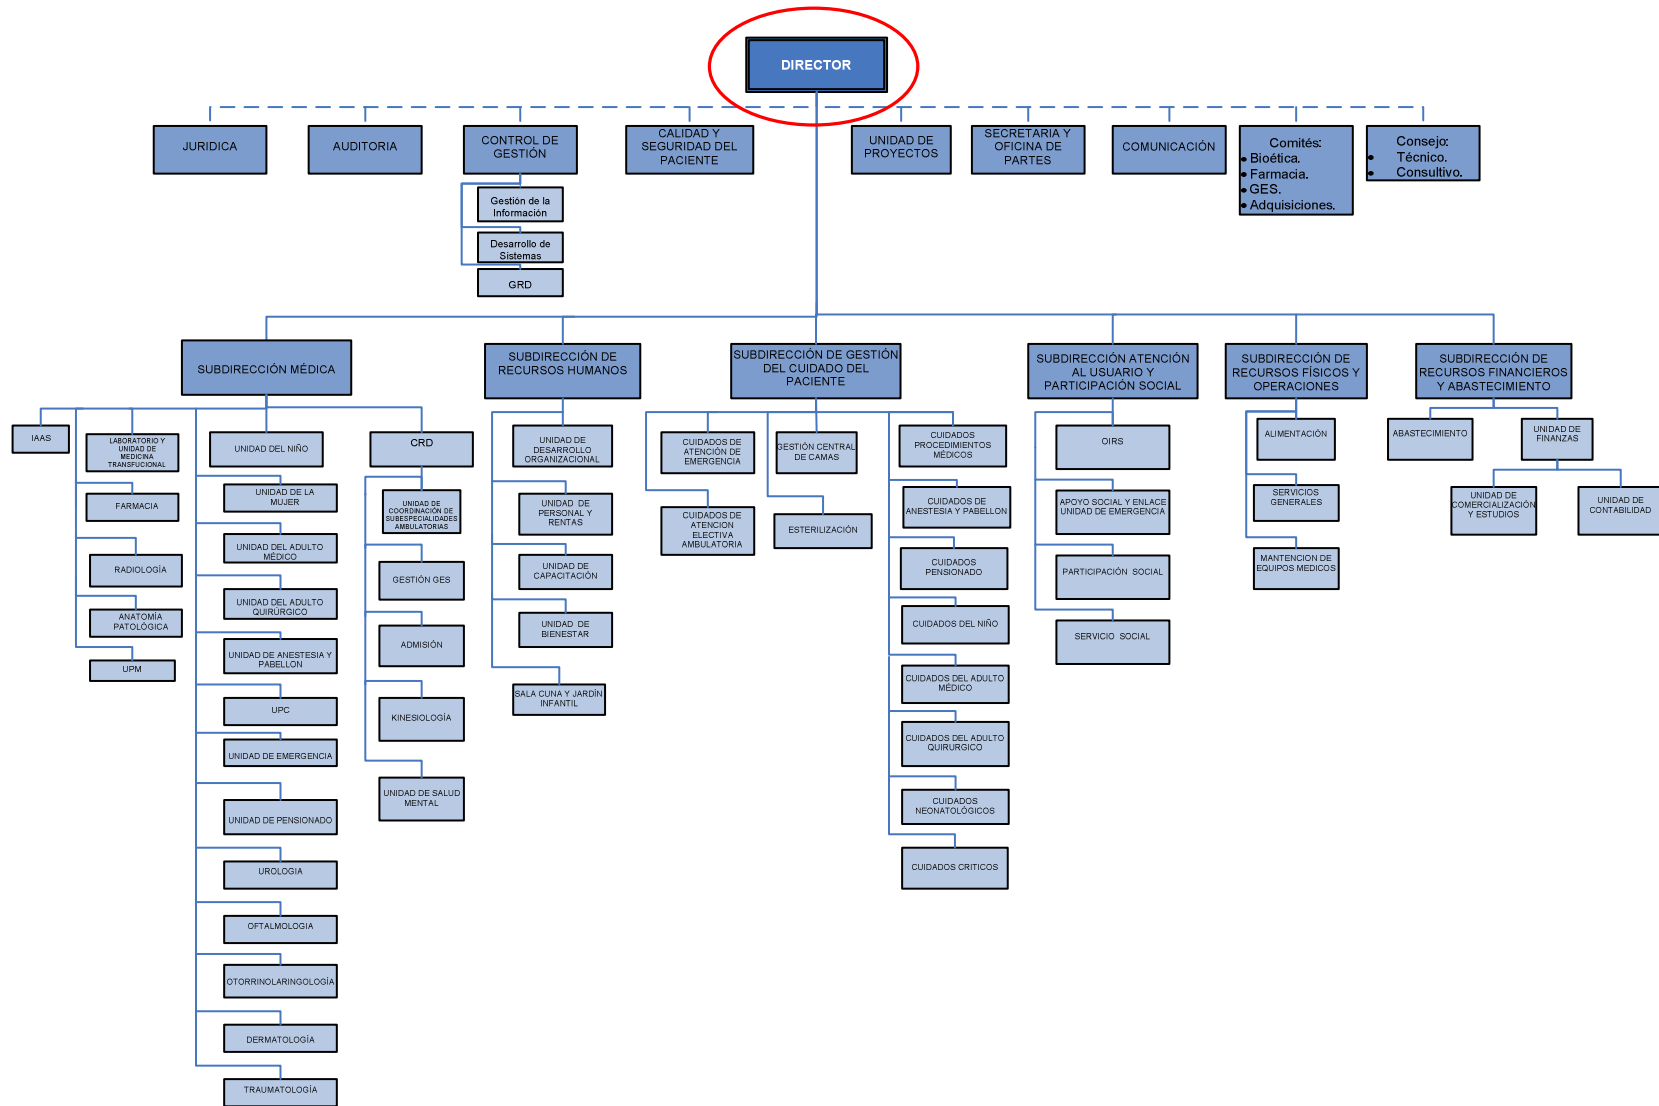 DIRECTOR
JURIDICA
AUDITORIA
CONTROL DE
GESTIÓN
CALIDAD Y
SEGURIDAD DEL
PACIENTE
UNIDAD DE
PROYECTOS
SECRETARIA Y
OFICINA DE
PARTES
COMUNICACIÓN
Comités:
• Bioética.
• Farmacia.
• GES.
• Adquisiciones.
Consejo:
• Técnico.
• Consultivo.
Gestión de la
Información
Desarrollo de
Sistemas
GRD
SUBDIRECCIÓN MÉDICA
SUBDIRECCIÓN DE
RECURSOS HUMANOS
SUBDIRECCIÓN DE GESTIÓN
DEL CUIDADO DEL
PACIENTE
SUBDIRECCIÓN ATENCIÓN
AL USUARIO Y
PARTICIPACIÓN SOCIAL
SUBDIRECCIÓN DE
RECURSOS FÍSICOS Y
OPERACIONES
SUBDIRECCIÓN DE
RECURSOS FINANCIEROS
Y ABASTECIMIENTO
IAAS
LABORATORIO Y
UNIDAD DE
MEDICINA
TRANSFUCIONAL
FARMACIA
RADIOLOGÍA
ANATOMÍA
PATOLÓGICA
UPM
UNIDAD DEL NIÑO
UNIDAD DE LA
MUJER
UNIDAD DEL ADULTO
MÉDICO
UNIDAD DEL ADULTO
QUIRÚRGICO
UNIDAD DE ANESTESIA Y
PABELLON
UPC
UNIDAD DE EMERGENCIA
UNIDAD DE PENSIONADO
UROLOGIA
OFTALMOLOGIA
OTORRINOLARINGOLOGÍA
DERMATOLOGÍA
TRAUMATOLOGÍA
CRD
UNIDAD DE
COORDINACIÓN DE
SUBESPECIALIDADES
AMBULATORIAS
GESTIÓN GES
ADMISIÓN
KINESIOLOGÍA
UNIDAD DE SALUD
MENTAL
UNIDAD DE
DESARROLLO
ORGANIZACIONAL
UNIDAD DE
PERSONAL Y
RENTAS
UNIDAD DE
CAPACITACIÓN
UNIDAD DE
BIENESTAR
SALA CUNA Y JARDÍN
INFANTIL
CUIDADOS DE
ATENCIÓN DE
EMERGENCIA
CUIDADOS DE
ATENCION
ELECTIVA
AMBULATORIA
GESTIÓN CENTRAL
DE CAMAS
ESTERILIZACIÓN
CUIDADOS
PROCEDIMIENTOS
MÉDICOS
CUIDADOS DE
ANESTESIA Y PABELLON
CUIDADOS
PENSIONADO
CUIDADOS DEL NIÑO
CUIDADOS DEL ADULTO
MÉDICO
CUIDADOS DEL ADULTO
QUIRURGICO
CUIDADOS
NEONATOLÓGICOS
CUIDADOS CRITICOS
OIRS
APOYO SOCIAL Y ENLACE
UNIDAD DE EMERGENCIA
PARTICIPACIÓN SOCIAL
SERVICIO SOCIAL
ALIMENTACIÓN
SERVICIOS
GENERALES
MANTENCION DE
EQUIPOS MEDICOS
ABASTECIMIENTO
UNIDAD DE
FINANZAS
UNIDAD DE
COMERCIALIZACIÓN
Y ESTUDIOS
UNIDAD DE
CONTABILIDAD